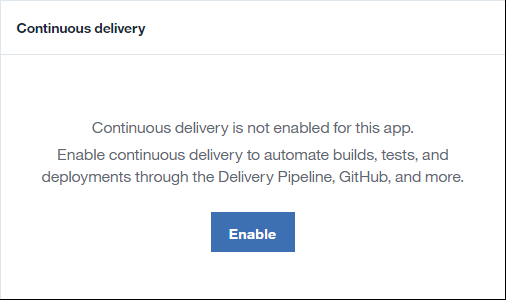 Continuous delivery
Continuous delivery is not enabled for this app.
Enable continuous delivery to automate builds, tests, and
deployments through the Delivery Pipeline, GitHub, and more.
Enable